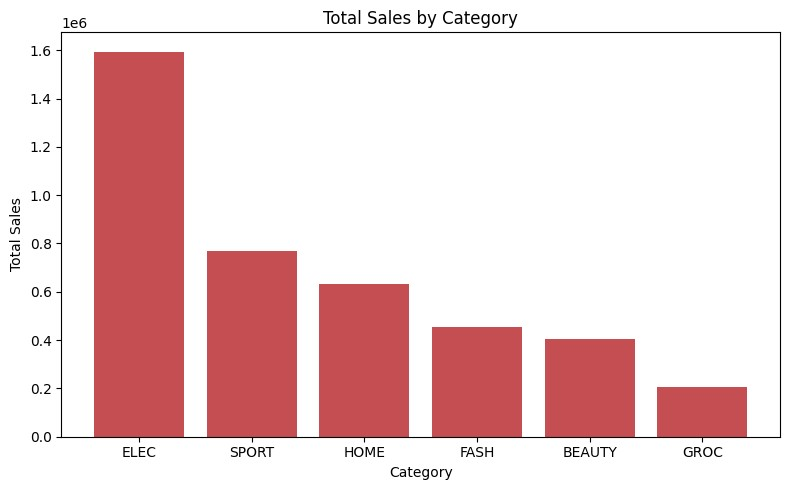 Total Sales by Category
1e6
Total Sales
1.6
1.4
1.2
1.0
0.8
0.6
0.4
0.2
0.0
ELEC SPORT HOME FASH BEAUTY GROC
Category